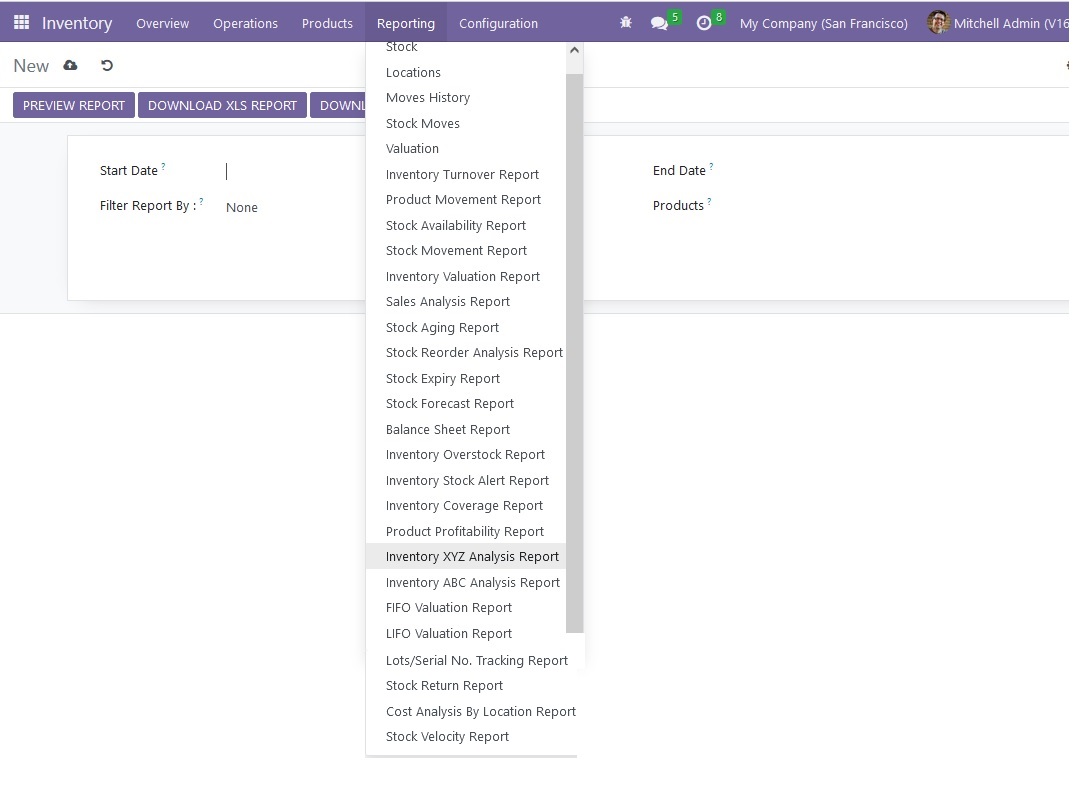 Inventory Overview Operations Products Reporting Configuration 5 8 My Company (San Francisco) Mitchell Admin (V16
New
PREVIEW REPORT DOWNLOAD XLS REPORT DOWNL
Start Date ?
Filter Report By : ? None
Stock
Locations
Moves History
Stock Moves
Valuation
Inventory Turnover Report
Product Movement Report
Stock Availability Report
Stock Movement Report
Inventory Valuation Report
Sales Analysis Report
Stock Aging Report
Stock Reorder Analysis Report
Stock Expiry Report
Stock Forecast Report
Balance Sheet Report
Inventory Overstock Report
Inventory Stock Alert Report
Inventory Coverage Report
Product Profitability Report
Inventory XYZ Analysis Report
Inventory ABC Analysis Report
FIFO Valuation Report
LIFO Valuation Report
Lots/Serial No. Tracking Report
Stock Return Report
Cost Analysis By Location Report
Stock Velocity Report
End Date ?
Products ?